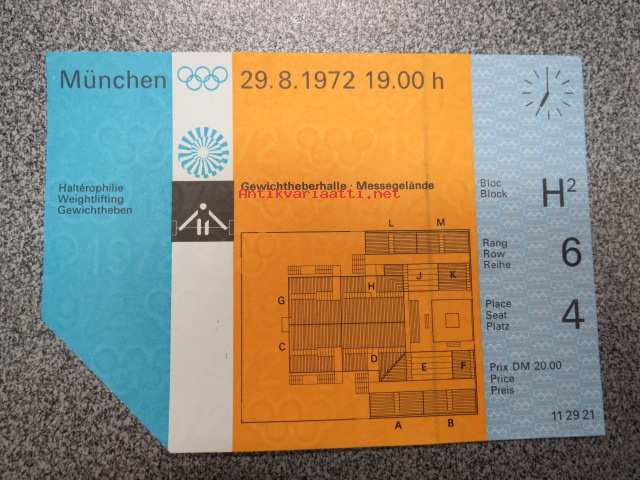 München
29.8.1972 19.00 h
Haltérophilie
Weightlifting
Gewichtheben
Gewichtheberhalle · Messegelände
Antikvariaatti.net
L M
H J K
G
C
D E F
A B
Bloc
Block
H2
Rang
Row
Reihe
6
Place
Seat
Platz
4
Prix DM 20.00
Price
Preis
11 29 21